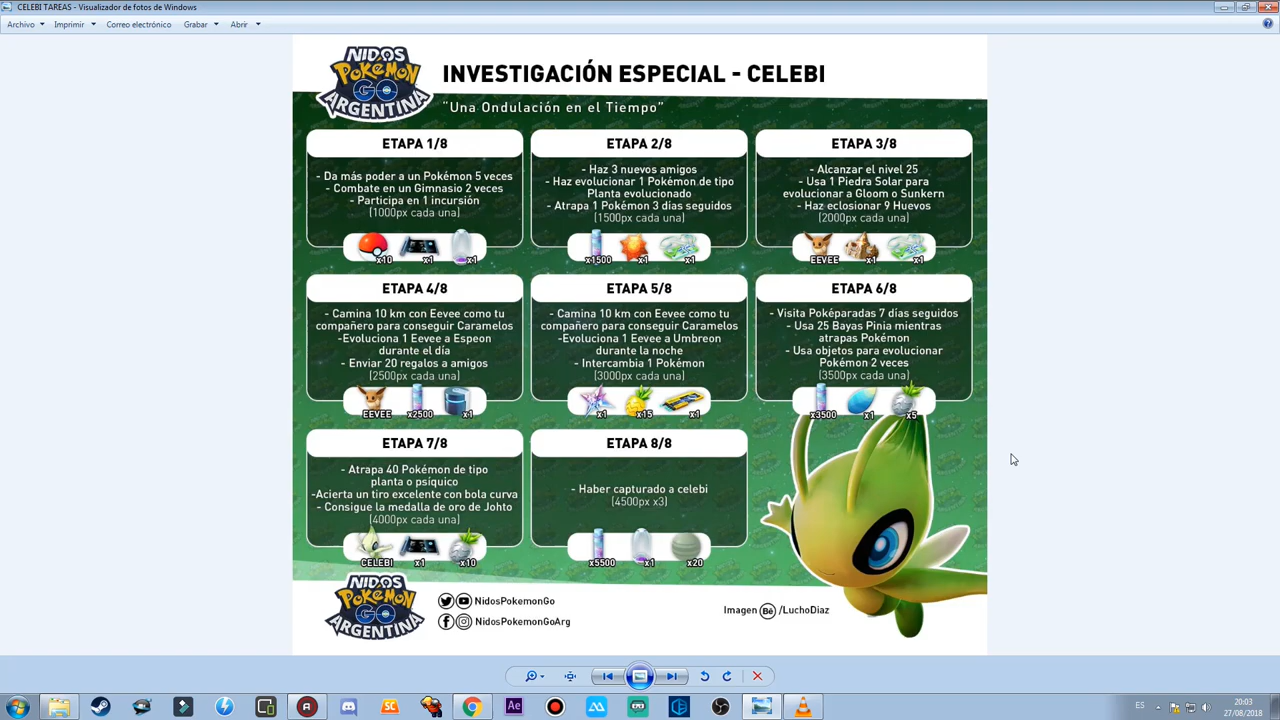 CELEBI TAREAS - Visualizador de fotos de Windows
Archivo Imprimir Correo electrónico Grabar Abrir
NIDOS
POKÉMON
GO
ARGENTINA
INVESTIGACIÓN ESPECIAL - CELEBI
"Una Ondulación en el Tiempo"
ETAPA 1/8
- Da más poder a un Pokémon 5 veces
- Combate en un Gimnasio 2 veces
- Participa en 1 incursión
(1000px cada una)
x10 x1 x1
ETAPA 2/8
- Haz 3 nuevos amigos
- Haz evolucionar 1 Pokémon de tipo
Planta evolucionado
- Atrapa 1 Pokémon 3 días seguidos
(1500px cada una)
x1500 x1 x1
ETAPA 3/8
- Alcanzar el nivel 25
- Usa 1 Piedra Solar para
evolucionar a Gloom o Sunkern
- Haz eclosionar 9 Huevos
(2000px cada una)
EEVEE x1 x1
ETAPA 4/8
- Camina 10 km con Eevee como tu
compañero para conseguir Caramelos
-Evoluciona 1 Eevee a Espeon
durante el día
- Enviar 20 regalos a amigos
(2500px cada una)
EEVEE x2500 x1
ETAPA 5/8
- Camina 10 km con Eevee como tu
compañero para conseguir Caramelos
-Evoluciona 1 Eevee a Umbreon
durante la noche
- Intercambia 1 Pokémon
(3000px cada una)
x1 x15 x1
ETAPA 6/8
- Visita Poképaradas 7 días seguidos
- Usa 25 Bayas Pinia mientras
atrapas Pokémon
- Usa objetos para evolucionar
Pokémon 2 veces
(3500px cada una)
x3500 x1 x5
ETAPA 7/8
- Atrapa 40 Pokémon de tipo
planta o psíquico
-Acierta un tiro excelente con bola curva
- Consigue la medalla de oro de Johto
(4000px cada una)
CELEBI x1 x10
ETAPA 8/8
- Haber capturado a celebi
(4500px x3)
x5500 x1 x20
NIDOS
POKÉMON
GO
ARGENTINA
NidosPokemonGo
NidosPokemonGoArg
Imagen Bē /LuchoDiaz
SC
Ae
ES
20:03
27/08/2018